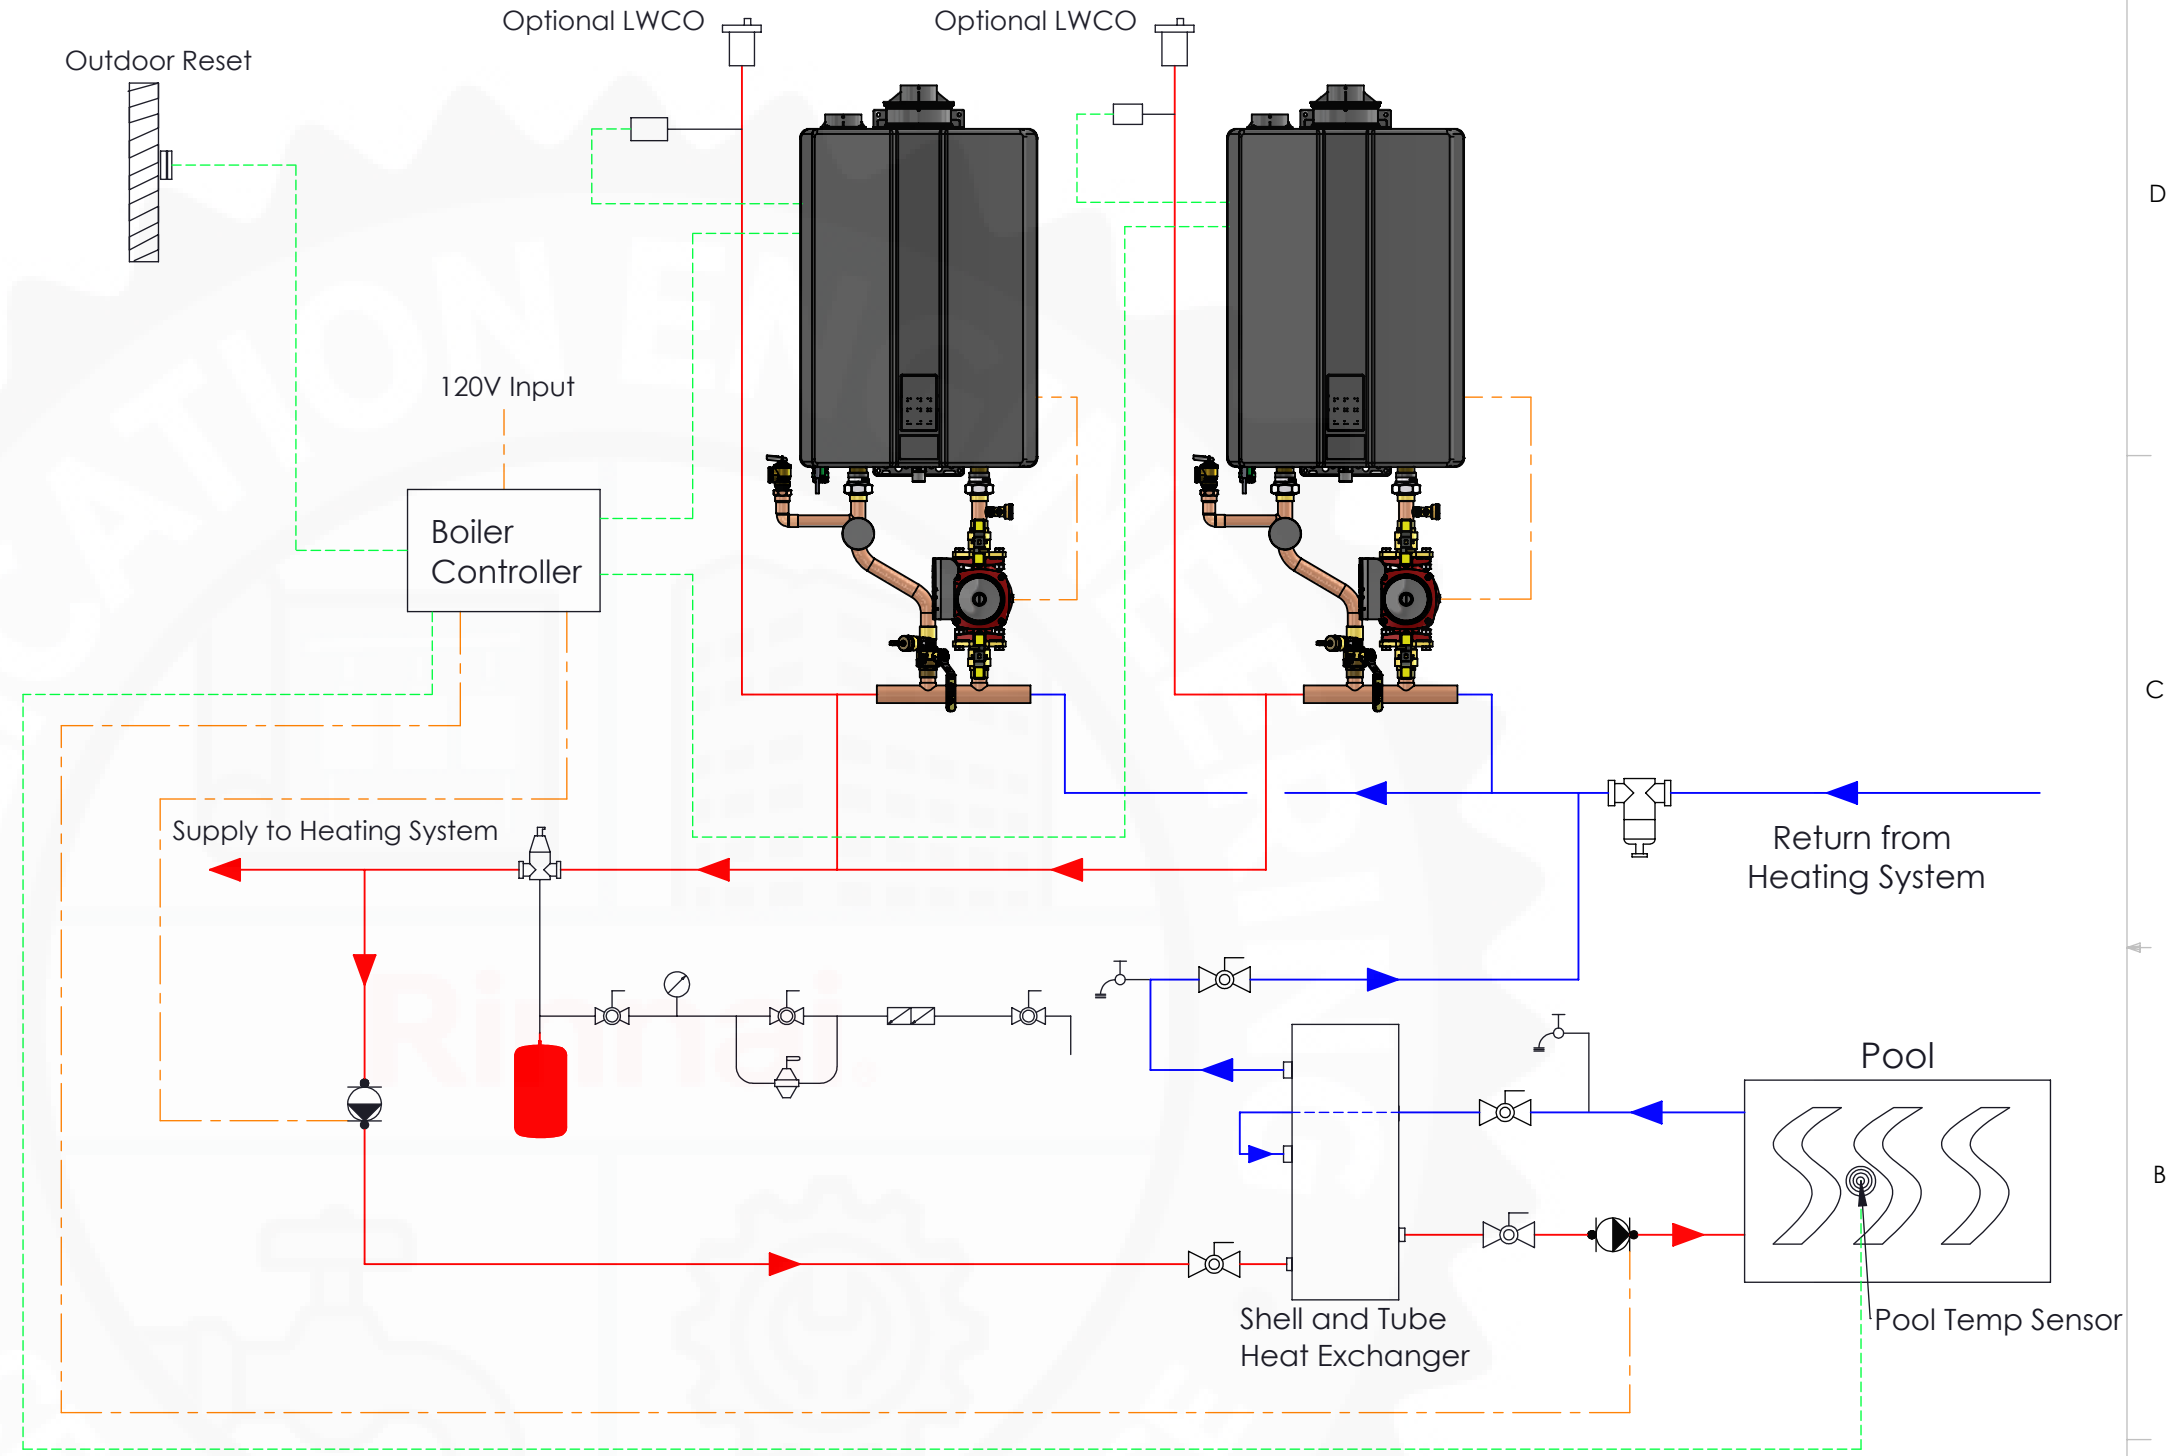 Optional LWCO
Optional LWCO
Outdoor Reset
D
120V Input
Boiler
Controller
C
Supply to Heating System
Return from
Heating System
Rinnai
Pool
B
Shell and Tube
Heat Exchanger
Pool Temp Sensor